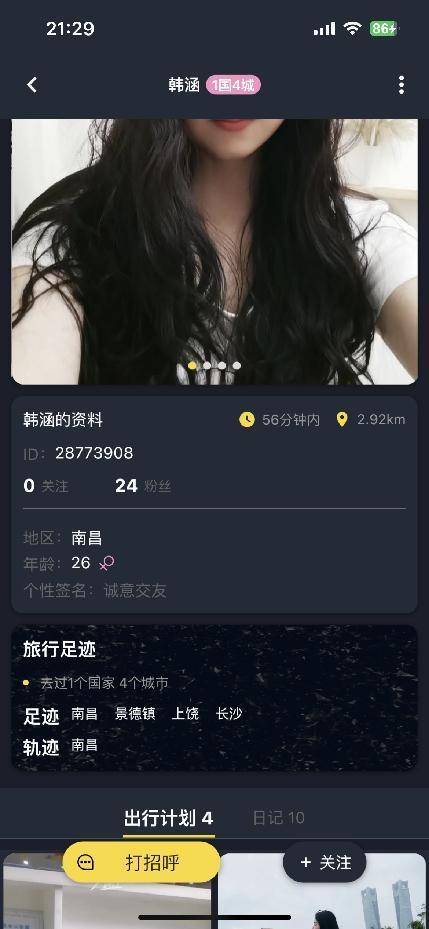 21:29
86
韩涵 1国4城
韩涵的资料 56分钟内 2.92km
ID: 28773908
0 关注 24 粉丝
地区: 南昌
年龄: 26
个性签名: 诚意交友
旅行足迹
去过1个国家 4个城市
足迹 南昌 景德镇 上饶 长沙
轨迹 南昌
出行计划 4 日记 10
打招呼 + 关注